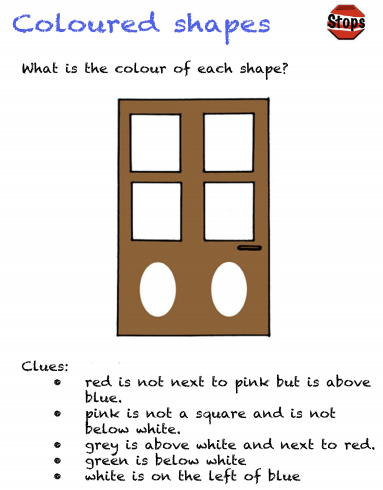 Coloured shapes
Stops
What is the colour of each shape?
Clues:
• red is not next to pink but is above
blue.
• pink is not a square and is not
below white.
• grey is above white and next to red.
• green is below white
• white is on the left of blue